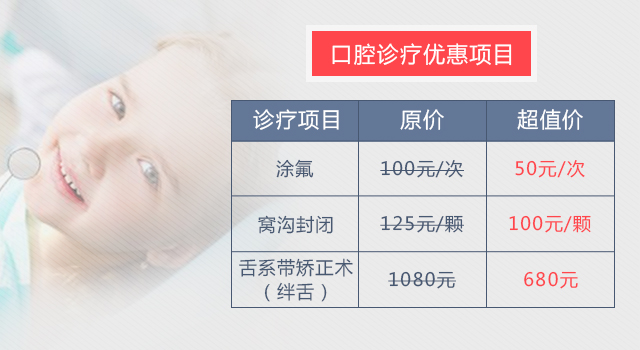 口腔诊疗优惠项目
诊疗项目 原价 超值价
涂氟 100元/次 50元/次
窝沟封闭 125元/颗 100元/颗
舌系带矫正术
（绊舌） 1080元 680元